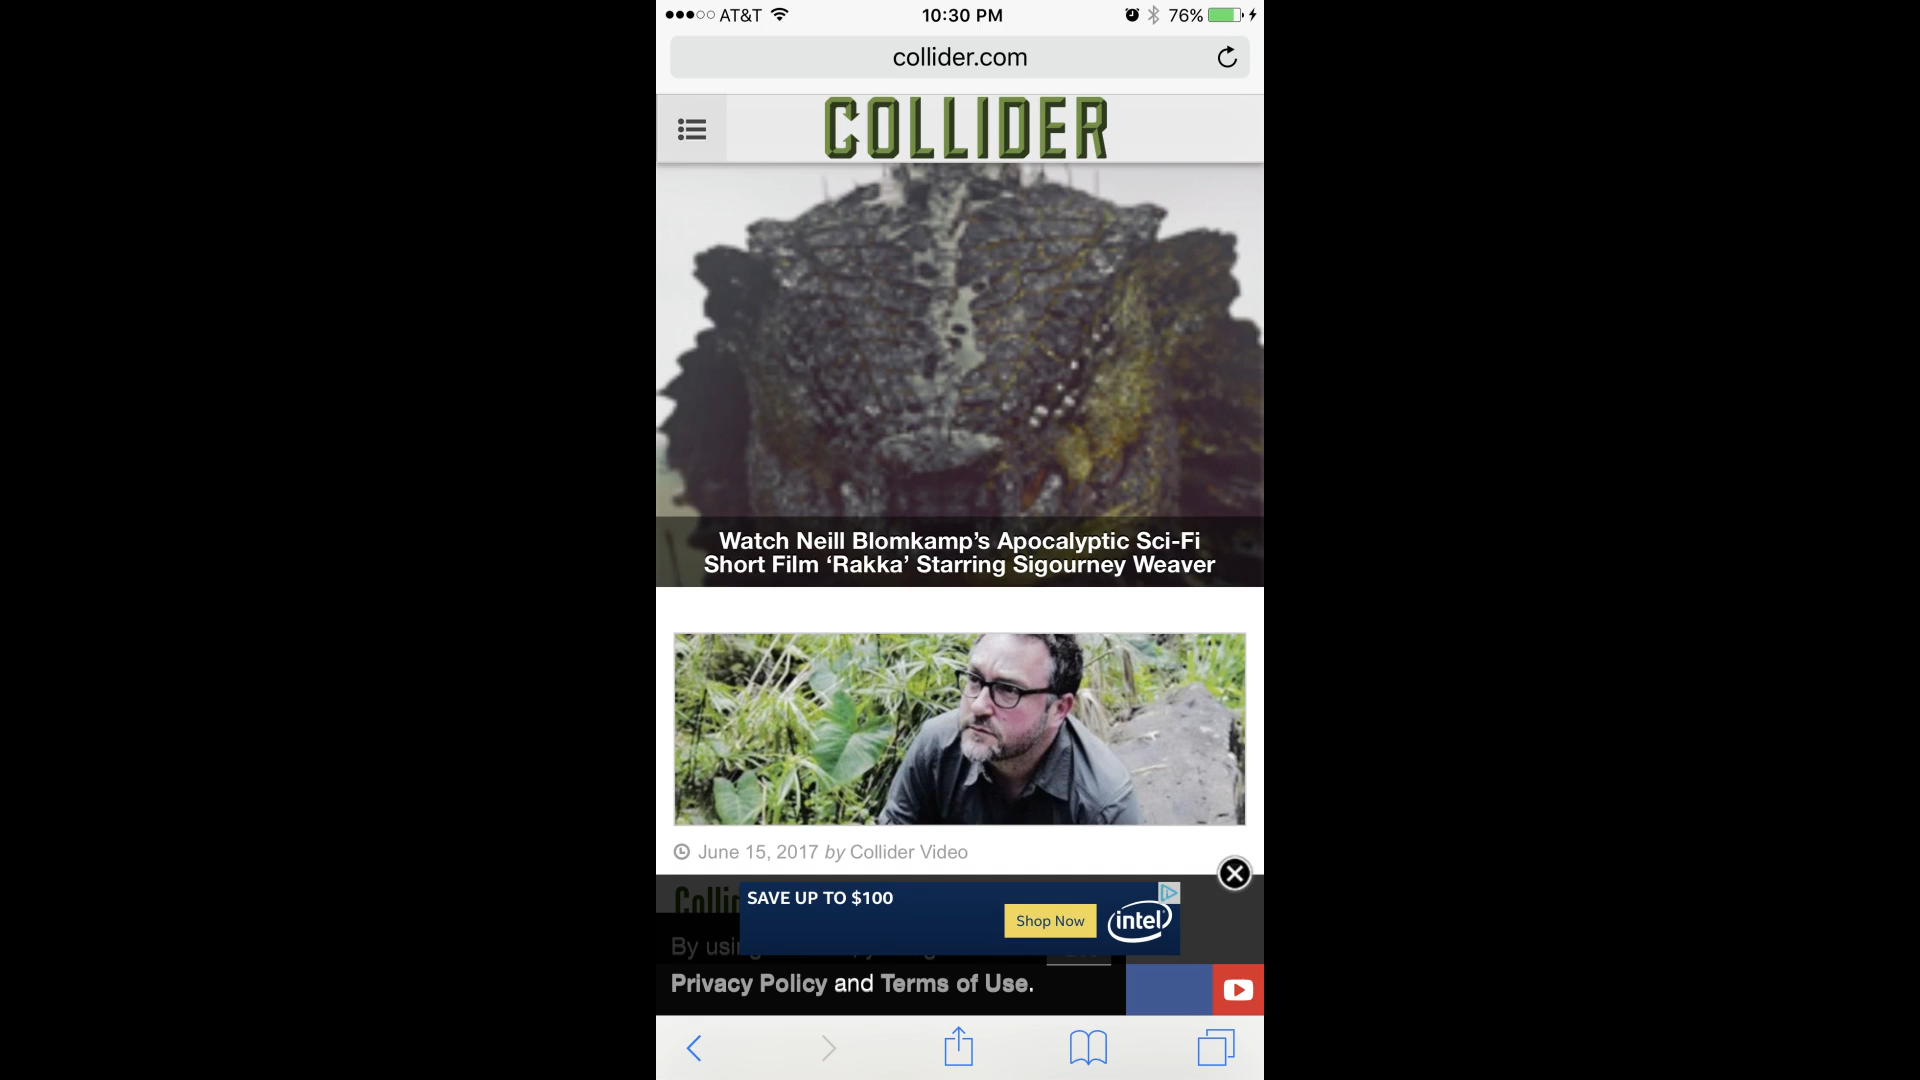 AT&T 10:30 PM 76%
collider.com
COLLIDER
Watch Neill Blomkamp’s Apocalyptic Sci-Fi
Short Film ‘Rakka’ Starring Sigourney Weaver
June 15, 2017 by Collider Video
SAVE UP TO $100
Shop Now
intel
By usi
Privacy Policy and Terms of Use.